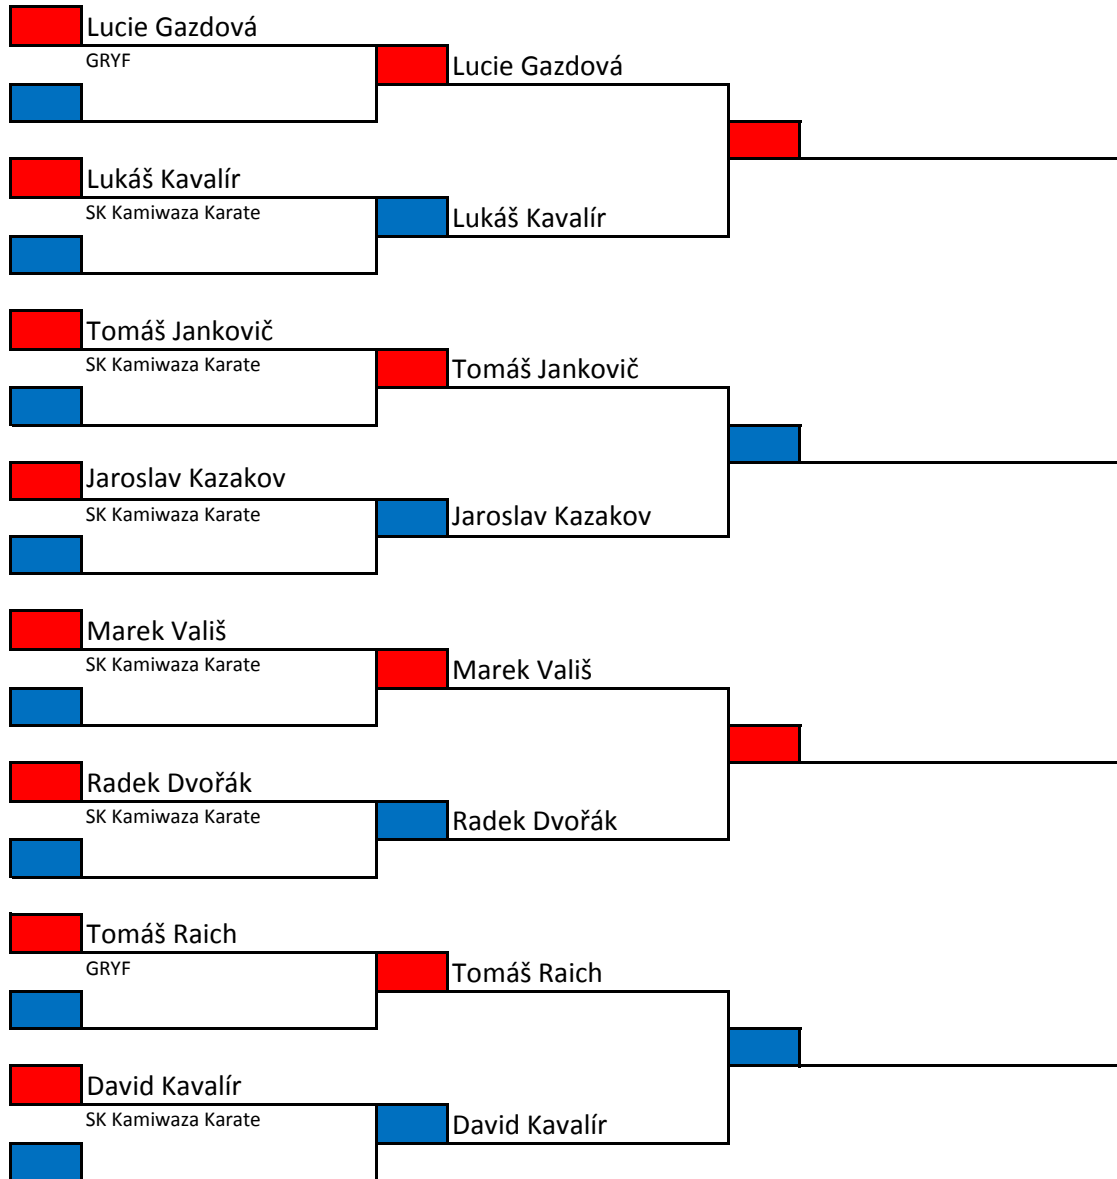 Lucie Gazdová
GRYF
Lucie Gazdová
Lukáš Kavalír
SK Kamiwaza Karate
Lukáš Kavalír
Tomáš Jankovič
SK Kamiwaza Karate
Tomáš Jankovič
Jaroslav Kazakov
SK Kamiwaza Karate
Jaroslav Kazakov
Marek Vališ
SK Kamiwaza Karate
Marek Vališ
Radek Dvořák
SK Kamiwaza Karate
Radek Dvořák
Tomáš Raich
GRYF
Tomáš Raich
David Kavalír
SK Kamiwaza Karate
David Kavalír